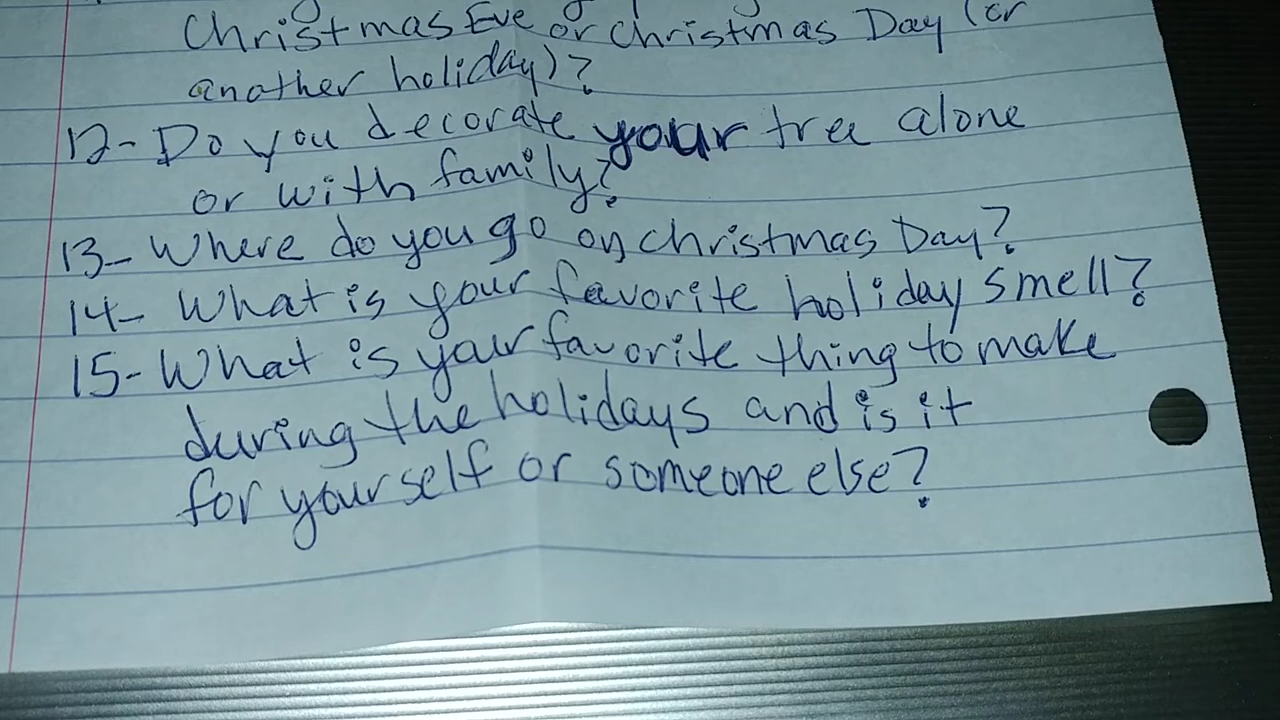 Christmas Eve or Christmas Day (or
another holiday)?
12- Do you decorate your tree alone
or with family?
13- Where do you go on Christmas Day?
14- What is your favorite holiday smell?
15- What is your favorite thing to make
during the holidays and is it
for yourself or someone else?